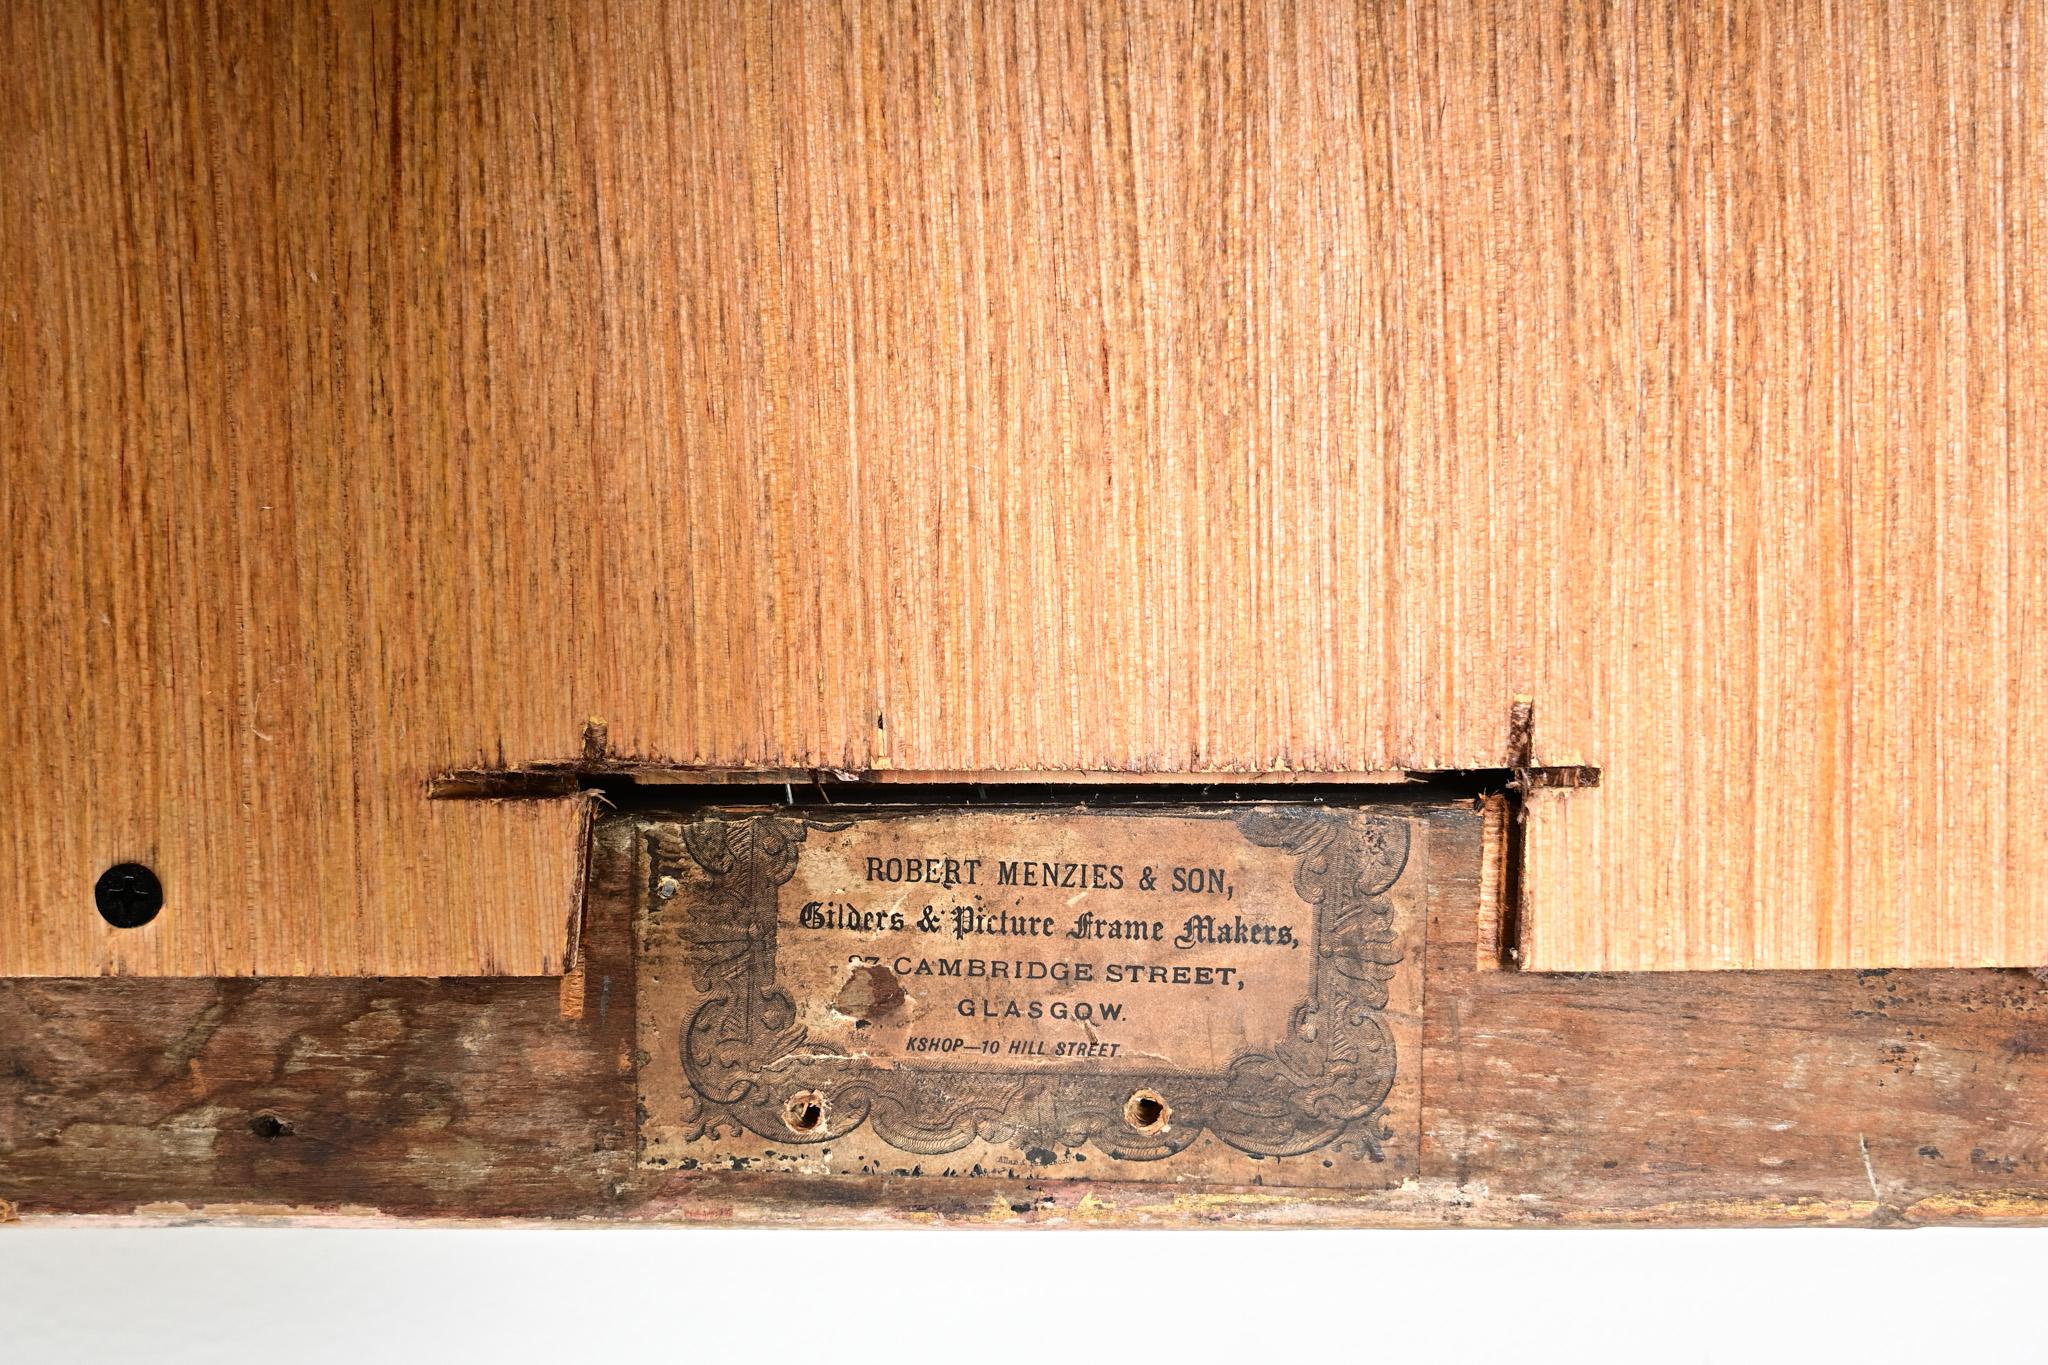 ROBERT MENZIES & SON,
Gilders & Picture Frame Makers,
CAMBRIDGE STREET,
GLASGOW.
KSHOP—10 HILL STREET.